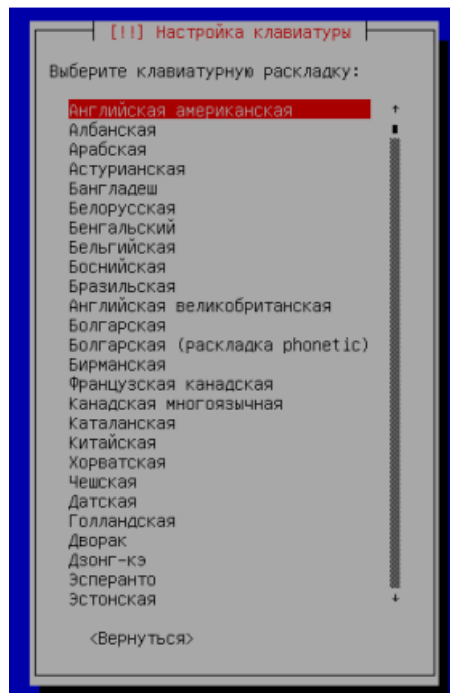 [!!] Настройка клавиатуры
Выберите клавиатурную раскладку:
Английская американская
Албанская
Арабская
Астурианская
Бангладеш
Белорусская
Бенгальский
Бельгийская
Боснийская
Бразильская
Английская великобританская
Болгарская
Болгарская (раскладка phonetic)
Бирманская
Французская канадская
Канадская многоязычная
Каталанская
Китайская
Хорватская
Чешская
Датская
Голландская
Дворак
Дзонг-кэ
Эсперанто
Эстонская
<Вернуться>